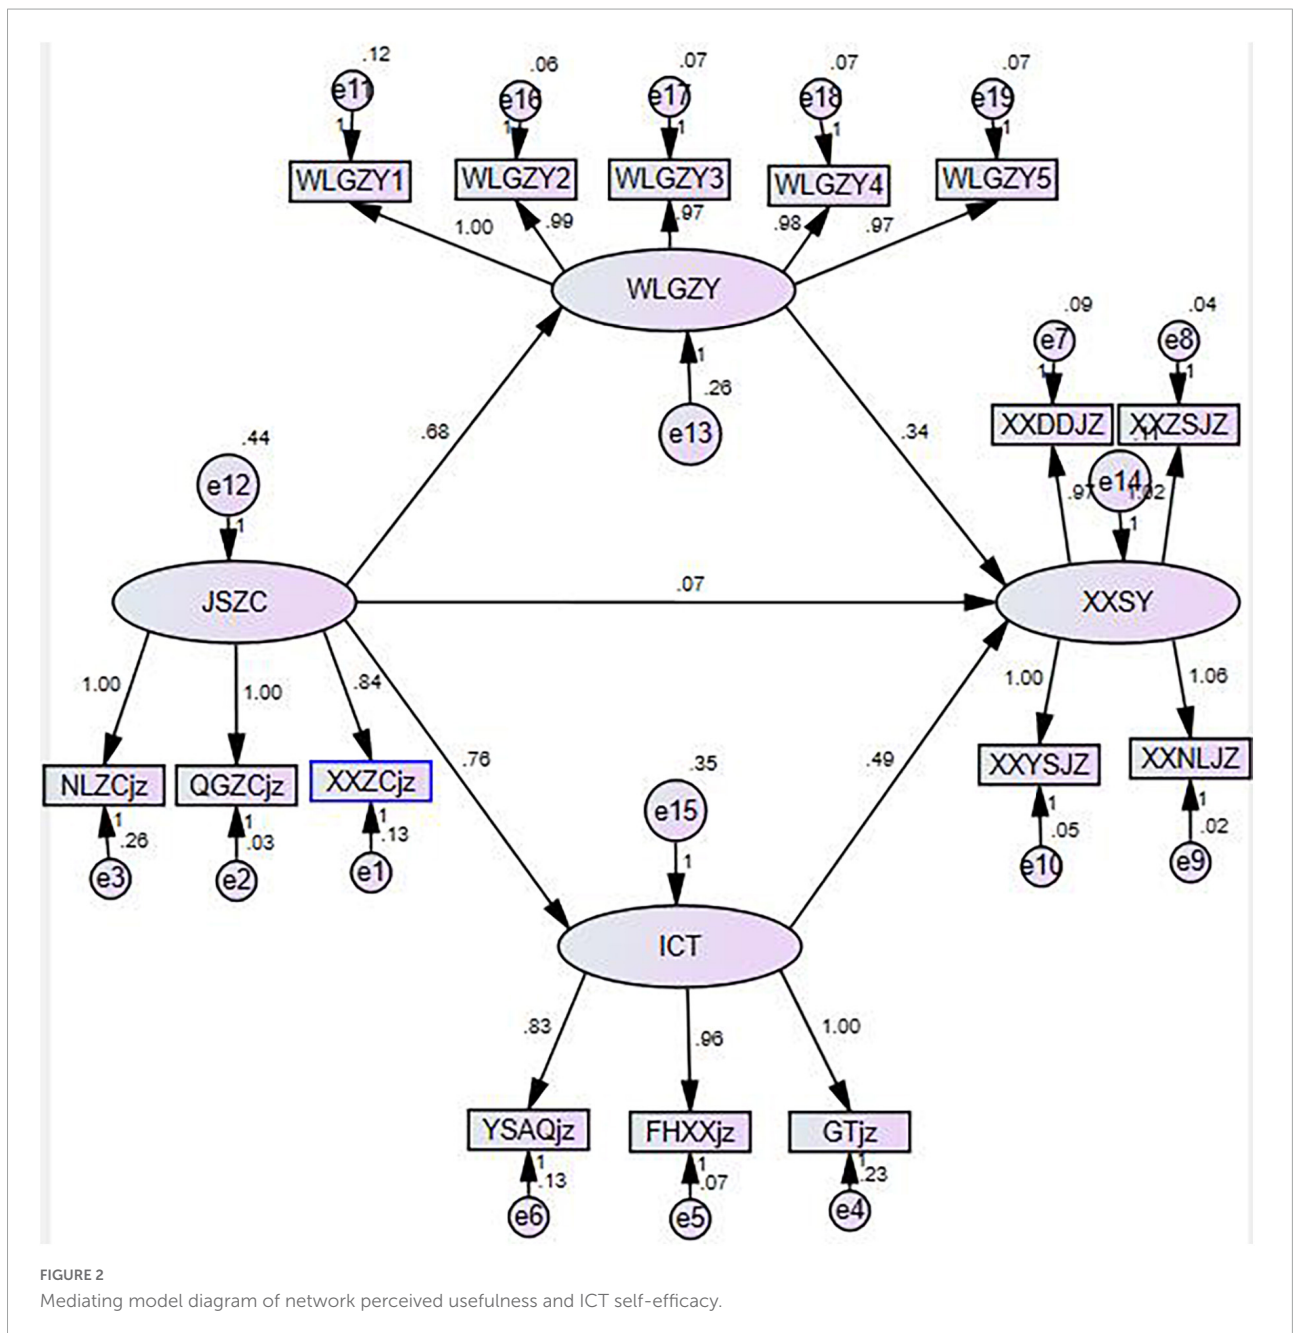 .12
.06
.07
.07
.07
e11
e16
e17
e18
e19
1
1
1
1
1
WLGZY1
WLGZY2
WLGZY3
WLGZY4
WLGZY5
1.00
.99
.97
.98
.97
WLGZY
1
.26
e13
.09
.04
e7
e8
1
1
XXDDJZ
XXZSJZ
.11
e14
.97
1.02
1
.68
.34
.44
e12
1
JSZC
.07
XXSY
1.00
1.00
.84
.76
.49
1.00
1.06
NLZCjz
QGZCjz
XXZCjz
XXYSJZ
XXNLJZ
1
.26
1
.03
1
.13
1
.05
1
.02
e3
e2
e1
e10
e9
.35
e15
1
ICT
.83
.96
1.00
YSAQjz
FHXXjz
GTjz
1
.13
1
.07
1
.23
e6
e5
e4
FIGURE 2
Mediating model diagram of network perceived usefulness and ICT self-efficacy.